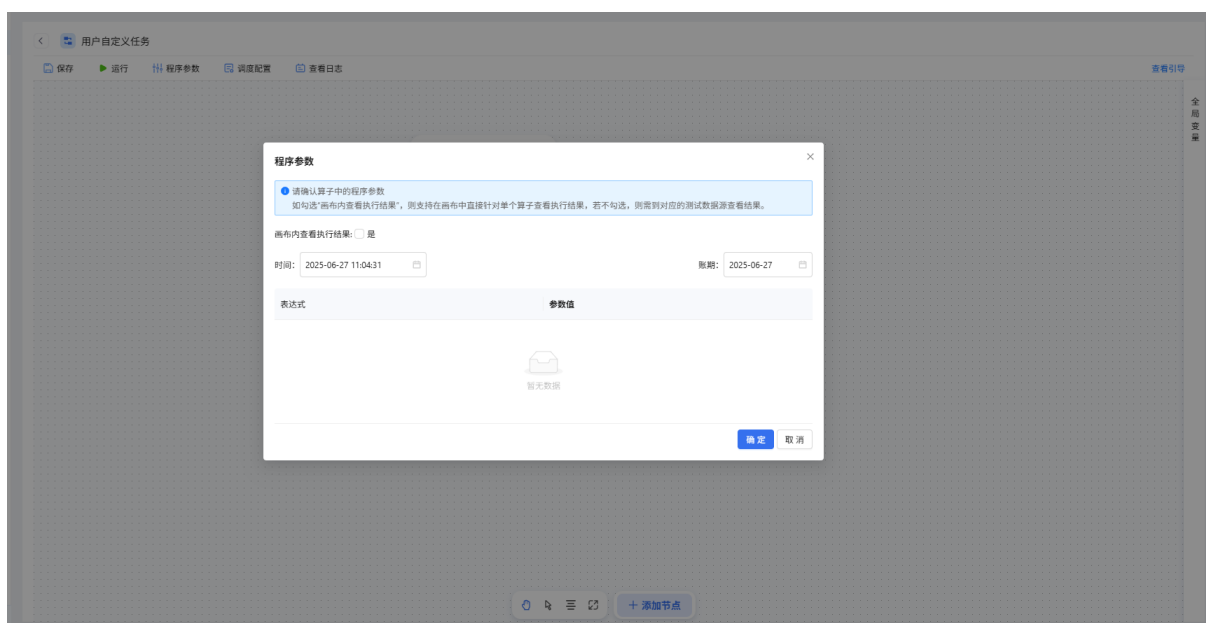 用户自定义任务
保存 运行 程序参数 调度配置 查看日志 查看引导
全局变量
程序参数
请确认算子中的程序参数
如勾选"画布内查看执行结果"，则支持在画布中直接针对单个算子查看执行结果，若不勾选，则需到对应的测试数据源查看结果。
画布内查看执行结果: 是
时间: 2025-06-27 11:04:31 账期: 2025-06-27
表达式 参数值
暂无数据
确定 取消
+ 添加节点